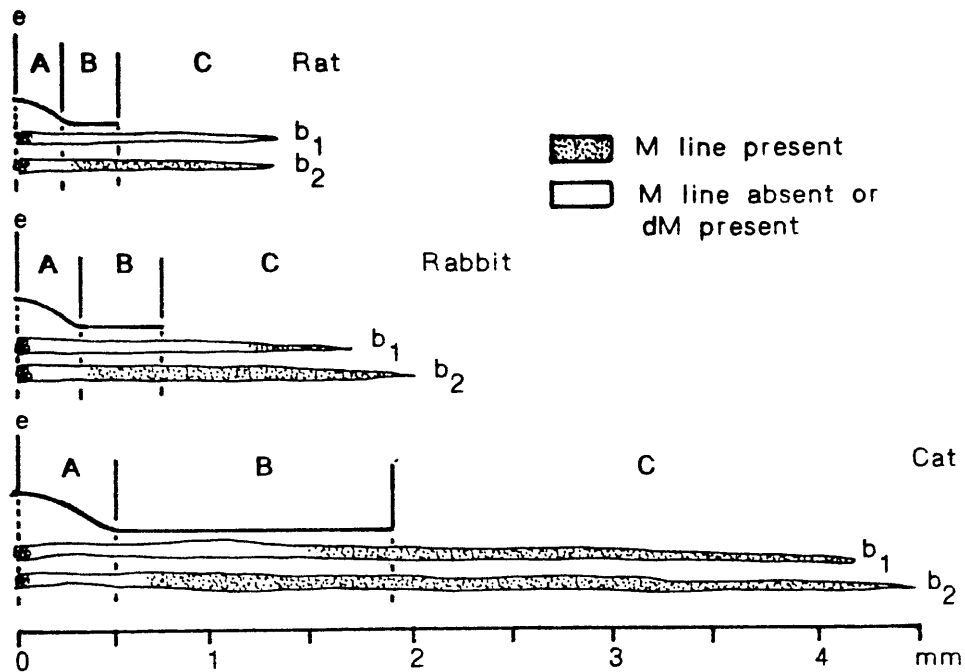 e
A B C Rat
b1
b2
M line present
M line absent or
dM present
e
A B C Rabbit
b1
b2
e
A B C Cat
b1
b2
0 1 2 3 4 mm